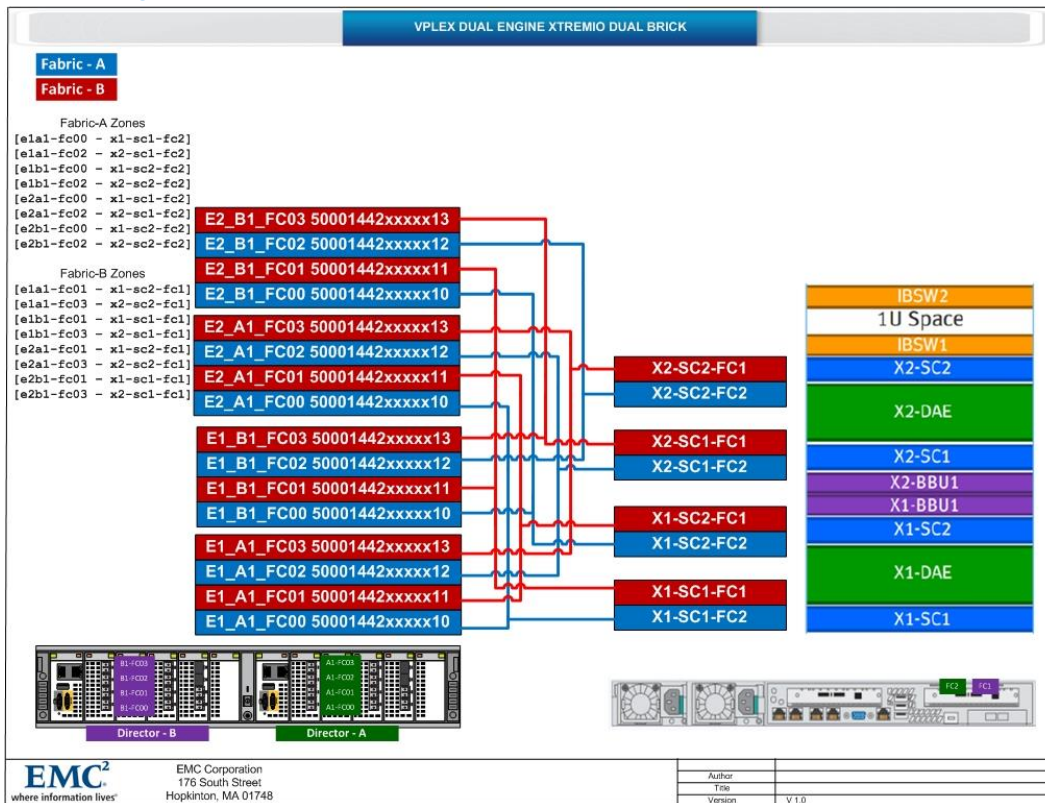 VPLEX DUAL ENGINE XTREMIO DUAL BRICK
Fabric - A
Fabric - B
Fabric-A Zones
[e1a1-fc00 - x1-sc1-fc2]
[e1a1-fc02 - x2-sc1-fc2]
[e1b1-fc00 - x1-sc2-fc2]
[e1b1-fc02 - x2-sc2-fc2]
[e2a1-fc00 - x1-sc1-fc2]
[e2a1-fc02 - x2-sc1-fc2]
[e2b1-fc00 - x1-sc2-fc2]
[e2b1-fc02 - x2-sc2-fc2]
Fabric-B Zones
[e1a1-fc01 - x1-sc2-fc1]
[e1a1-fc03 - x2-sc2-fc1]
[e1b1-fc01 - x1-sc1-fc1]
[e1b1-fc03 - x2-sc1-fc1]
[e2a1-fc01 - x1-sc2-fc1]
[e2a1-fc03 - x2-sc2-fc1]
[e2b1-fc01 - x1-sc1-fc1]
[e2b1-fc03 - x2-sc1-fc1]
E2_B1_FC03 50001442xxxxx13
E2_B1_FC02 50001442xxxxx12
E2_B1_FC01 50001442xxxxx11
E2_B1_FC00 50001442xxxxx10
E2_A1_FC03 50001442xxxxx13
E2_A1_FC02 50001442xxxxx12
E2_A1_FC01 50001442xxxxx11
E2_A1_FC00 50001442xxxxx10
E1_B1_FC03 50001442xxxxx13
E1_B1_FC02 50001442xxxxx12
E1_B1_FC01 50001442xxxxx11
E1_B1_FC00 50001442xxxxx10
E1_A1_FC03 50001442xxxxx13
E1_A1_FC02 50001442xxxxx12
E1_A1_FC01 50001442xxxxx11
E1_A1_FC00 50001442xxxxx10
X2-SC2-FC1
X2-SC2-FC2
X2-SC1-FC1
X2-SC1-FC2
X1-SC2-FC1
X1-SC2-FC2
X1-SC1-FC1
X1-SC1-FC2
IBSW2
1U Space
IBSW1
X2-SC2
X2-DAE
X2-SC1
X2-BBU1
X1-BBU1
X1-SC2
X1-DAE
X1-SC1
B1-FC03
B1-FC02
B1-FC01
B1-FC00
A1-FC03
A1-FC02
A1-FC01
A1-FC00
Director - B
Director - A
FC2
FC1
EMC²
where information lives®
EMC Corporation
176 South Street
Hopkinton, MA 01748
Author
Title
Version V 1.0